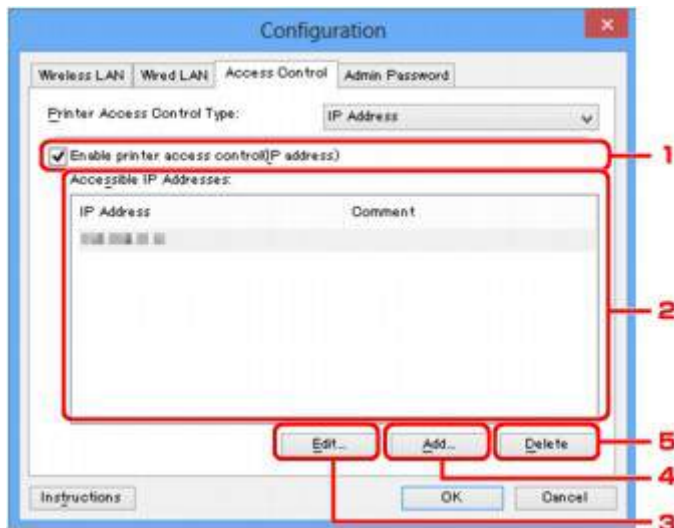 Configuration
Wireless LAN Wired LAN Access Control Admin Password
Printer Access Control Type: IP Address
Enable printer access control(IP address) 1
Accessible IP Addresses:
IP Address Comment
2
Edit... Add... Delete 5
4
Instructions OK Cancel
3